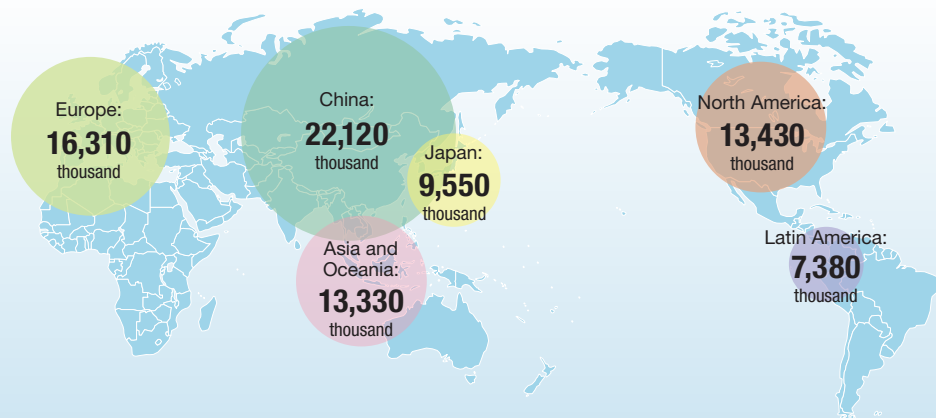 Europe:
16,310
thousand
China:
22,120
thousand
Japan:
9,550
thousand
Asia and
Oceania:
13,330
thousand
North America:
13,430
thousand
Latin America:
7,380
thousand